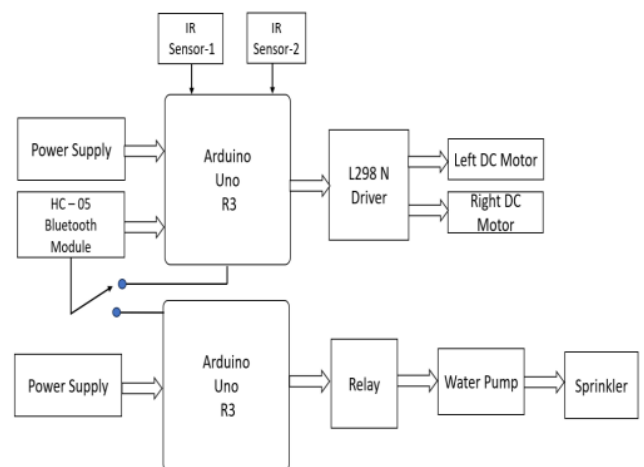 IR
Sensor-1
IR
Sensor-2
Power Supply
Arduino
Uno
R3
L298 N
Driver
Left DC Motor
Right DC
Motor
HC – 05
Bluetooth
Module
Power Supply
Arduino
Uno
R3
Relay
Water Pump
Sprinkler